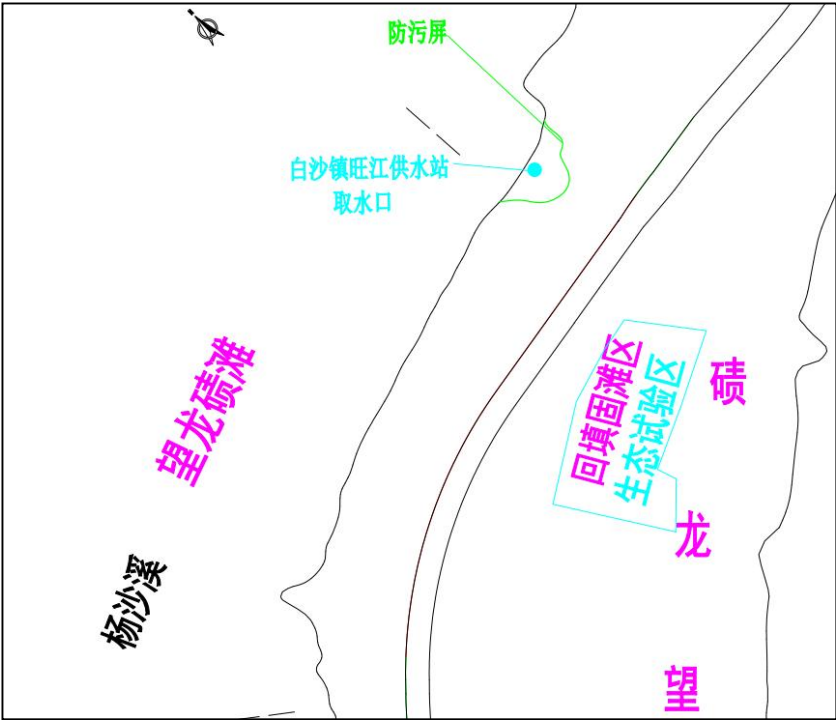 防污屏
白沙镇旺江供水站
取水口
望龙碛滩
回填固滩区
生态试验区
碛
龙
望
杨沙溪